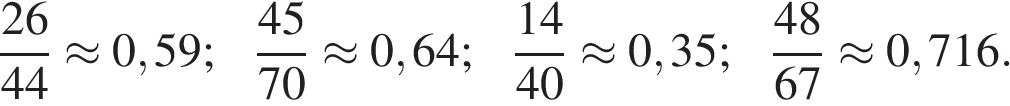 26/44 ≈ 0,59; 45/70 ≈ 0,64; 14/40 ≈ 0,35; 48/67 ≈ 0,716.